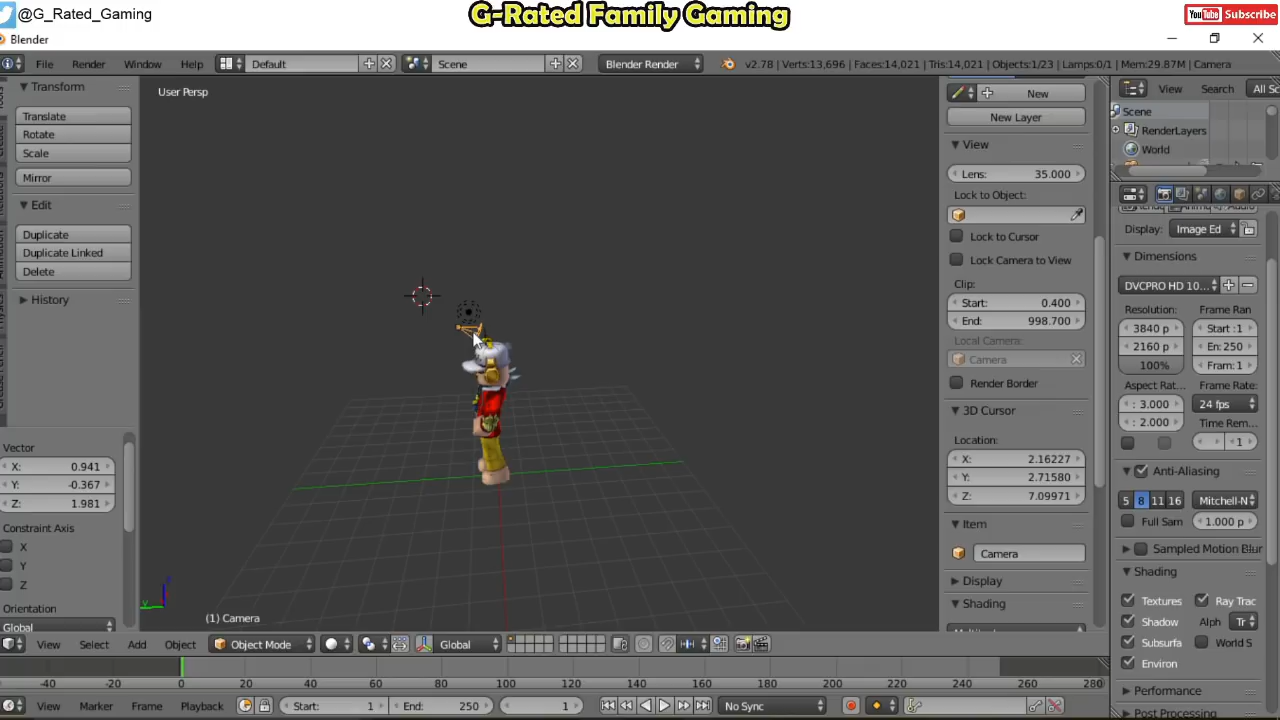 @G_Rated_Gaming
G-Rated Family Gaming
You Tube Subscribe
Blender
File Render Window Help Default Scene Blender Render v2.78 | Verts:13,696 | Faces:14,021 | Tris:14,021 | Objects:1/23 | Lamps:0/1 | Mem:29.87M | Camera
Transform
Translate
Rotate
Scale
Mirror
Edit
Duplicate
Duplicate Linked
Delete
History
Vector
X: 0.941
Y: -0.367
Z: 1.981
Constraint Axis
X
Y
Z
Orientation
Global
User Persp
(1) Camera
New
New Layer
View
Lens: 35.000
Lock to Object:
Lock to Cursor
Lock Camera to View
Clip:
Start: 0.400
End: 998.700
Local Camera:
Camera
Render Border
3D Cursor
Location:
X: 2.16227
Y: 2.71580
Z: 7.09971
Item
Camera
Display
Shading
View Search All Sc
Scene
RenderLayers
World
Display: Image Ed
Dimensions
DVCPRO HD 10...
Resolution: Frame Ran
3840 p Start :1
2160 p En: 250
100% Fram: 1
Aspect Rat... Frame Rate:
: 3.000 24 fps
: 2.000 Time Rem...
1
Anti-Aliasing
5 8 11 16 Mitchell-N
Full Sam 1.000 p
Sampled Motion Blur
Shading
Textures Ray Trac
Shadow Alph Tr
Subsurfa World S
Environ
Performance
Post Processing
View Select Add Object Object Mode Global
-40 -20 0 20 40 60 80 100 120 140 160 180 200 220 240 260 280
View Marker Frame Playback Start: 1 End: 250 1 No Sync